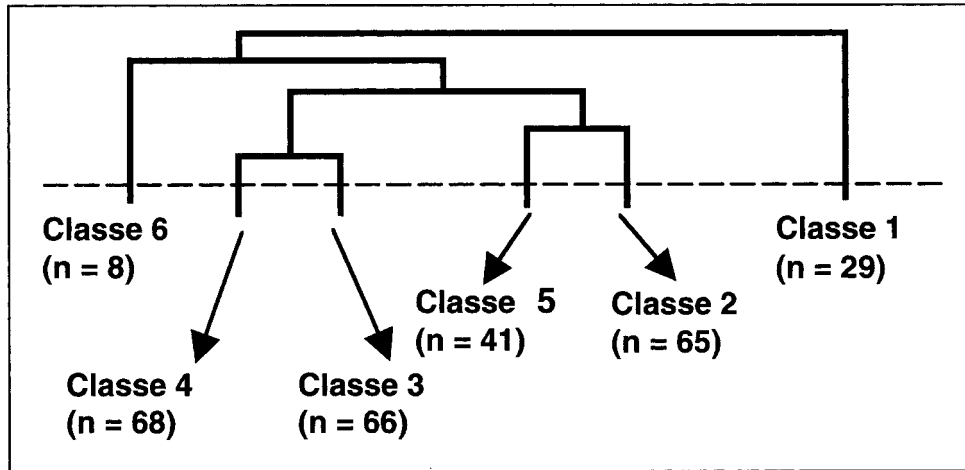 Classe 6
(n = 8)
Classe 1
(n = 29)
Classe 5
(n = 41)
Classe 2
(n = 65)
Classe 4
(n = 68)
Classe 3
(n = 66)